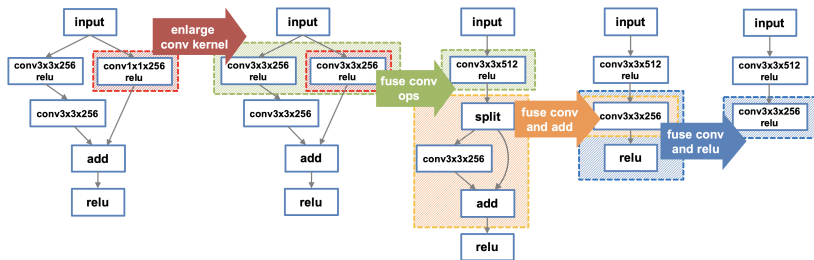 input
conv3x3x256
relu
conv1x1x256
relu
conv3x3x256
add
relu
enlarge
conv kernel
input
conv3x3x256
relu
conv3x3x256
relu
conv3x3x256
add
relu
fuse conv
ops
input
conv3x3x512
relu
split
conv3x3x256
add
relu
fuse conv
and add
input
conv3x3x512
relu
conv3x3x256
relu
fuse conv
and relu
input
conv3x3x512
relu
conv3x3x256
relu